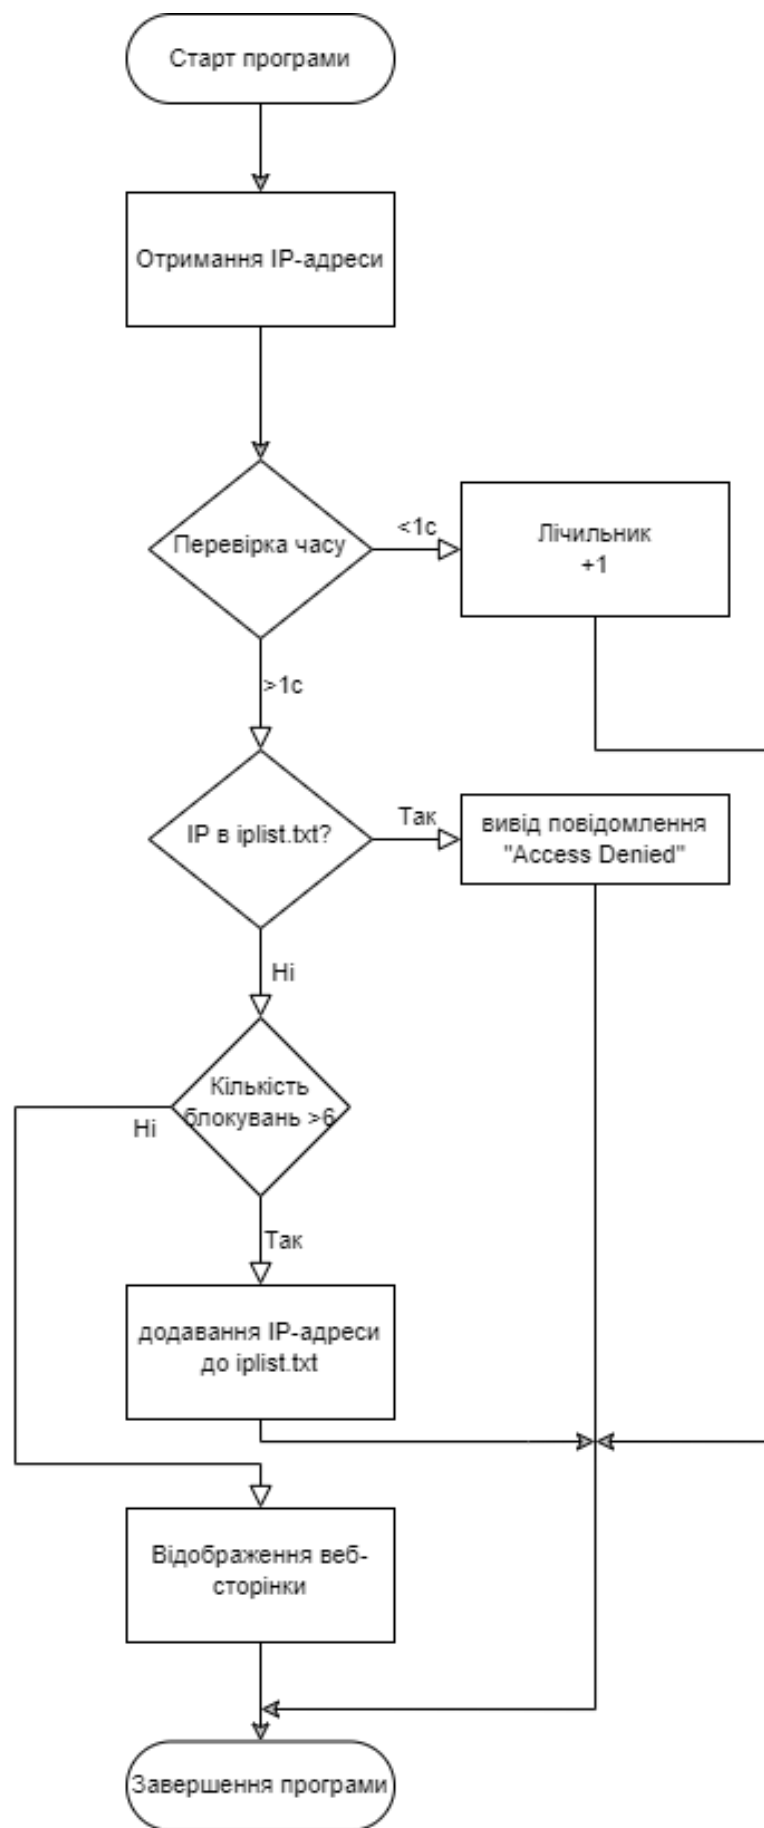 Старт програми
Отримання IP-адреси
Перевірка часу
<1с
Лічильник
+1
>1с
IP в iplist.txt?
Так
вивід повідомлення
"Access Denied"
Ні
Кількість
блокувань >6
Ні
Так
додавання IP-адреси
до iplist.txt
Відображення веб-
сторінки
Завершення програми